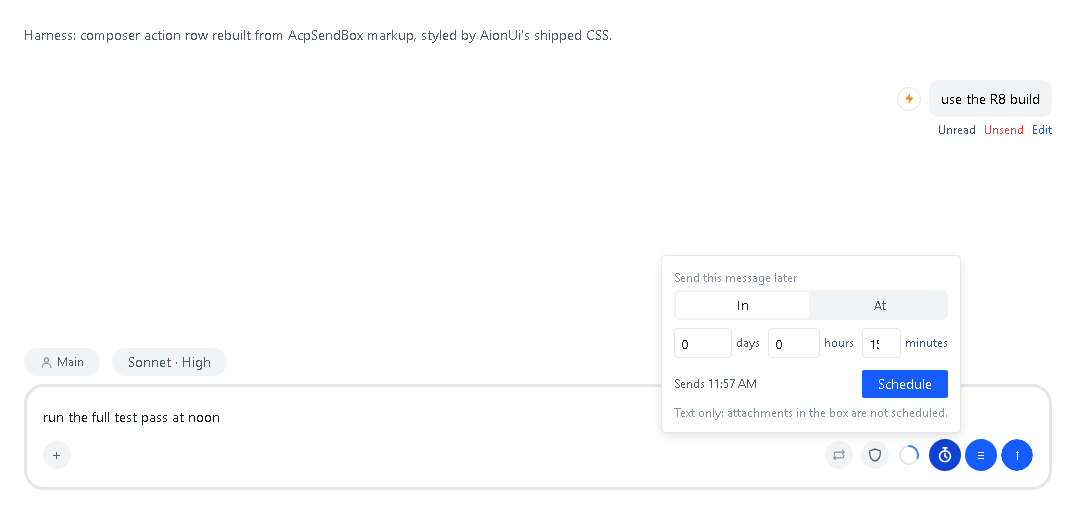 Harness: composer action row rebuilt from AcpSendBox markup, styled by AionUi's shipped CSS.
use the R8 build
Unread Unsend Edit
Send this message later
In At
0 days 0 hours minutes
Main Sonnet · High
Sends 11:57 AM Schedule
Text only: attachments in the box are not scheduled.
run the full test pass at noon